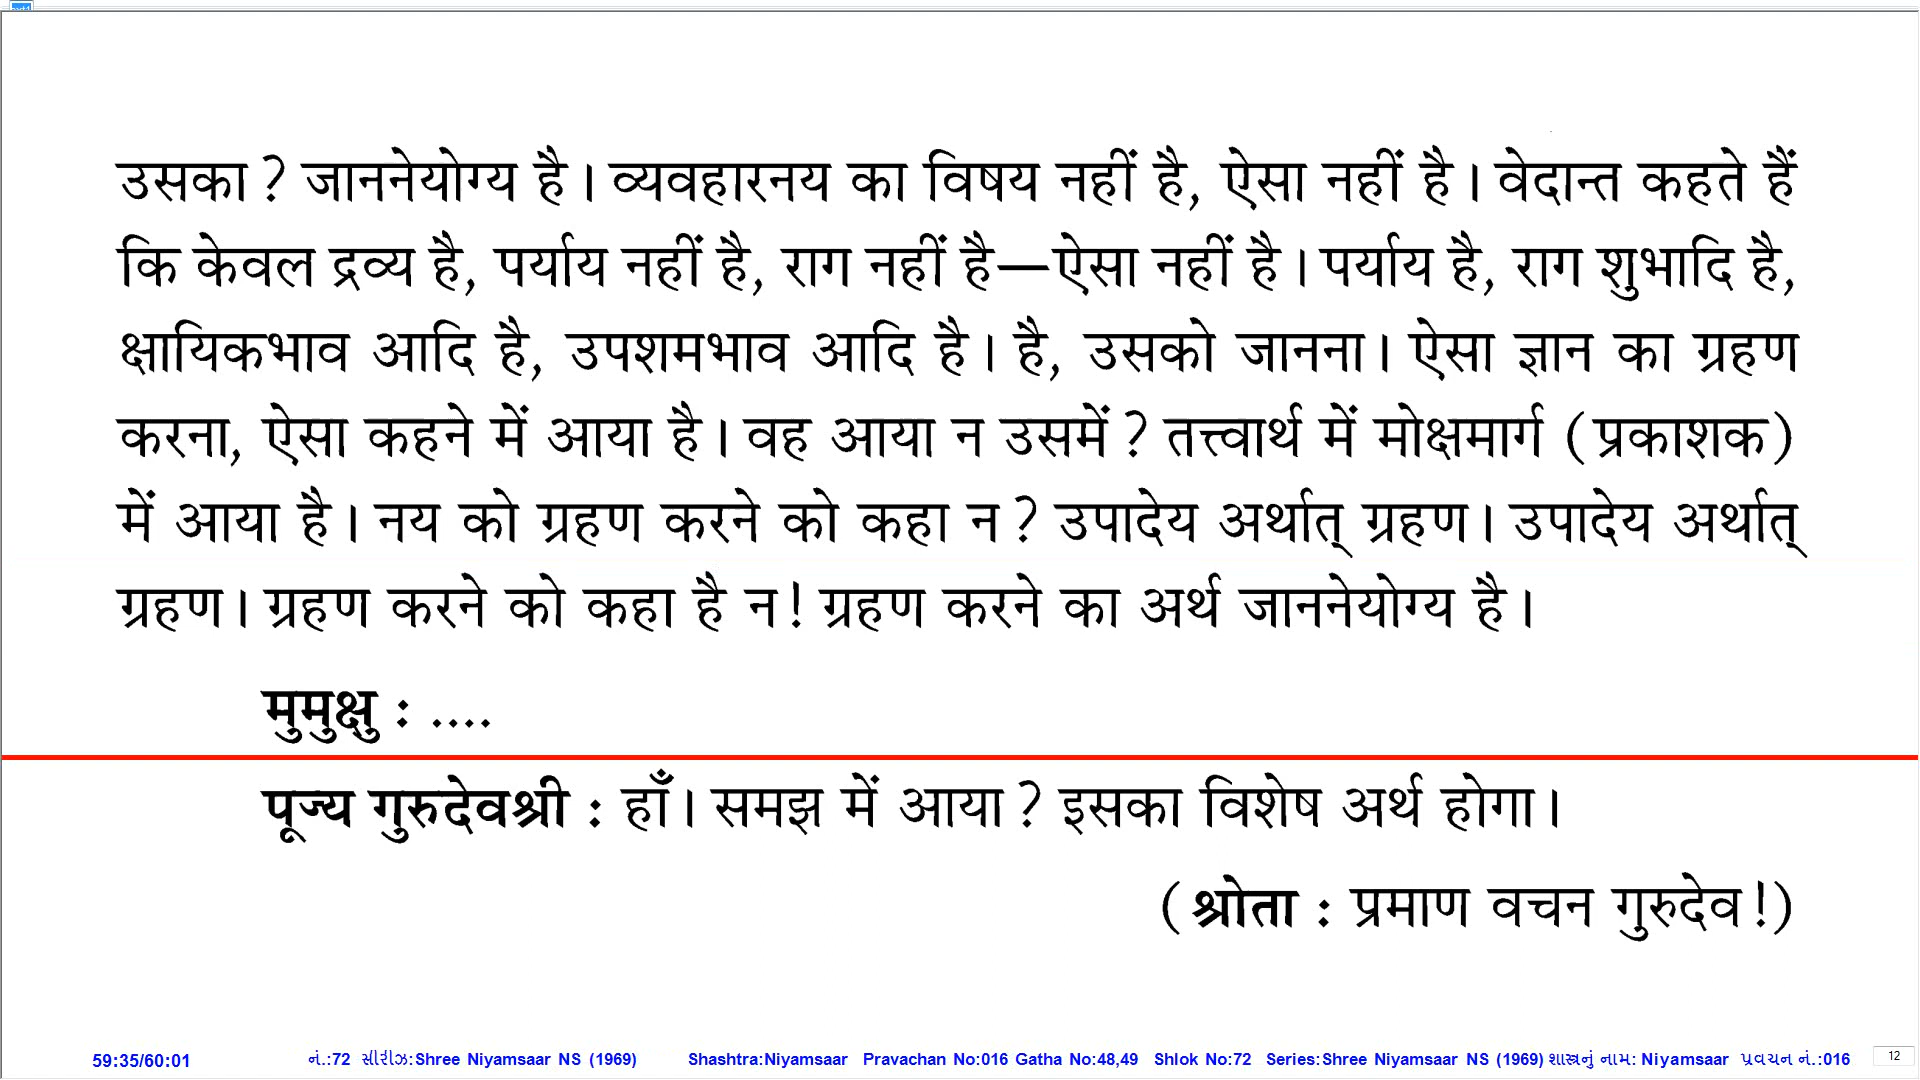 उसका? जाननेयोग्य है। व्यवहारनय का विषय नहीं है, ऐसा नहीं है। वेदान्त कहते हैं
कि केवल द्रव्य है, पर्याय नहीं है, राग नहीं है—ऐसा नहीं है। पर्याय है, राग शुभादि है,
क्षायिकभाव आदि है, उपशमभाव आदि है। है, उसको जानना। ऐसा ज्ञान का ग्रहण
करना, ऐसा कहने में आया है। वह आया न उसमें? तत्त्वार्थ में मोक्षमार्ग (प्रकाशक)
में आया है। नय को ग्रहण करने को कहा न? उपादेय अर्थात् ग्रहण। उपादेय अर्थात्
ग्रहण। ग्रहण करने को कहा है न! ग्रहण करने का अर्थ जाननेयोग्य है।
मुमुक्षु : ....
पूज्य गुरुदेवश्री : हाँ। समझ में आया? इसका विशेष अर्थ होगा।
(श्रोता : प्रमाण वचन गुरुदेव!)
59:35/60:01 નં.:72 સીરીઝ:Shree Niyamsaar NS (1969) Shashtra:Niyamsaar Pravachan No:016 Gatha No:48,49 Shlok No:72 Series:Shree Niyamsaar NS (1969) શાસ્ત્રનું નામ: Niyamsaar પ્રવચન નં.:016 12